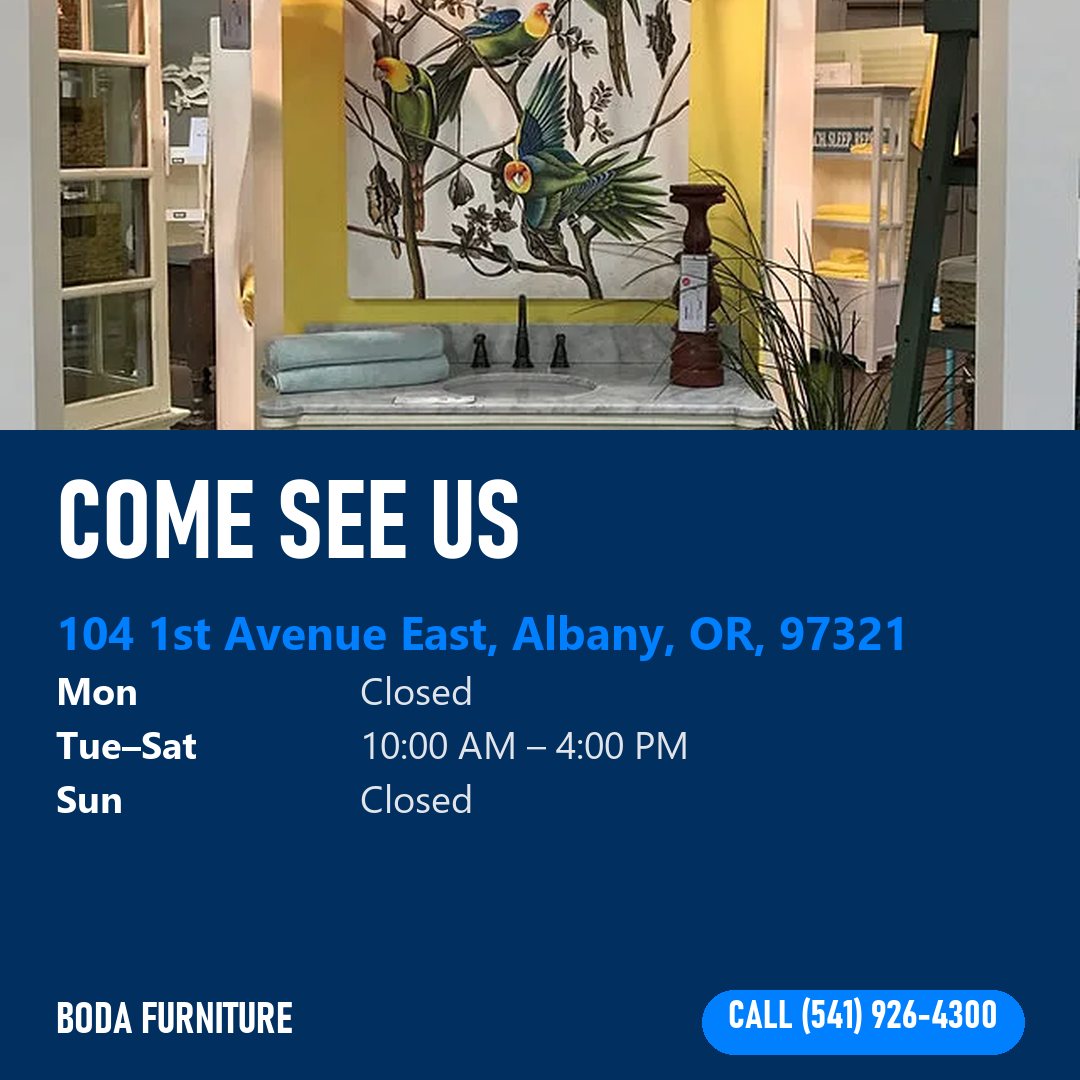 COME SEE US
104 1st Avenue East, Albany, OR, 97321
Mon Closed
Tue–Sat 10:00 AM – 4:00 PM
Sun Closed
BODA FURNITURE
CALL (541) 926-4300